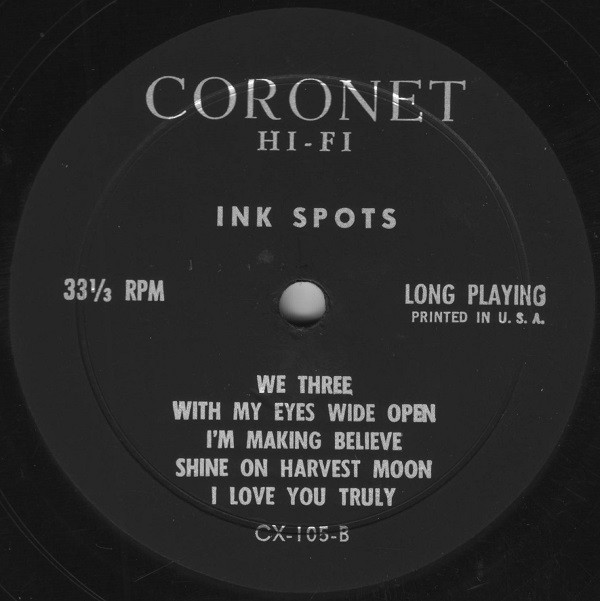 CORONET
HI-FI
INK SPOTS
33⅓ RPM
LONG PLAYING
PRINTED IN U. S. A.
WE THREE
WITH MY EYES WIDE OPEN
I'M MAKING BELIEVE
SHINE ON HARVEST MOON
I LOVE YOU TRULY
CX-105-B